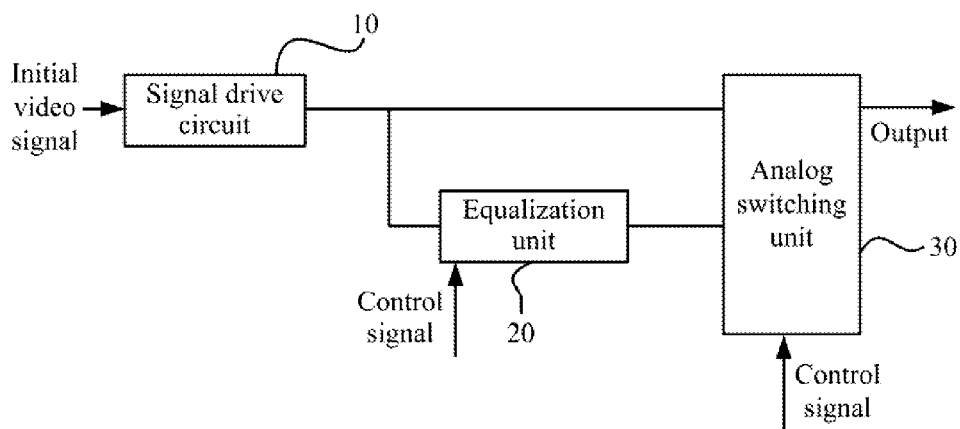 10
Initial
video
signal
Signal drive
circuit
Output
Analog
switching
unit
Equalization
unit
30
Control
signal
20
Control
signal